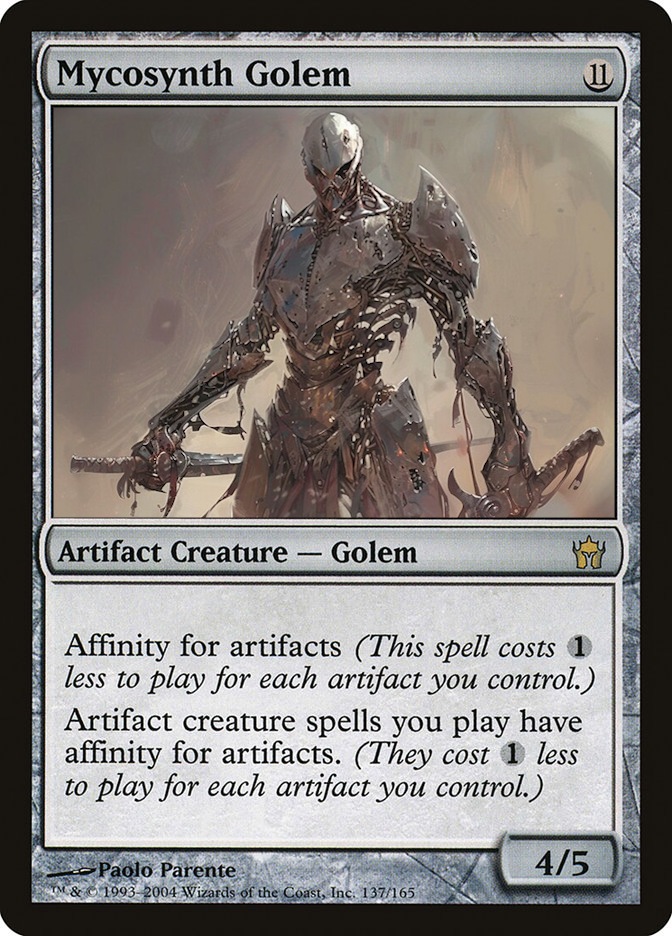 Mycosynth Golem 11
Artifact Creature — Golem
Affinity for artifacts (This spell costs 1
less to play for each artifact you control.)
Artifact creature spells you play have
affinity for artifacts. (They cost 1 less
to play for each artifact you control.)
4/5
Paolo Parente
™ & © 1993–2004 Wizards of the Coast, Inc. 137/165